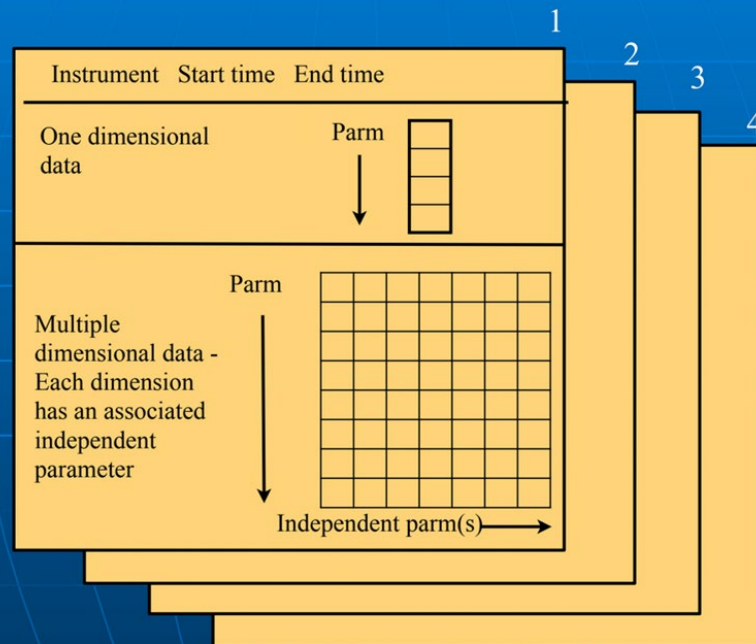 1
2
3
4
Instrument Start time End time
One dimensional
data
Parm
Parm
Multiple
dimensional data -
Each dimension
has an associated
independent
parameter
Independent parm(s)